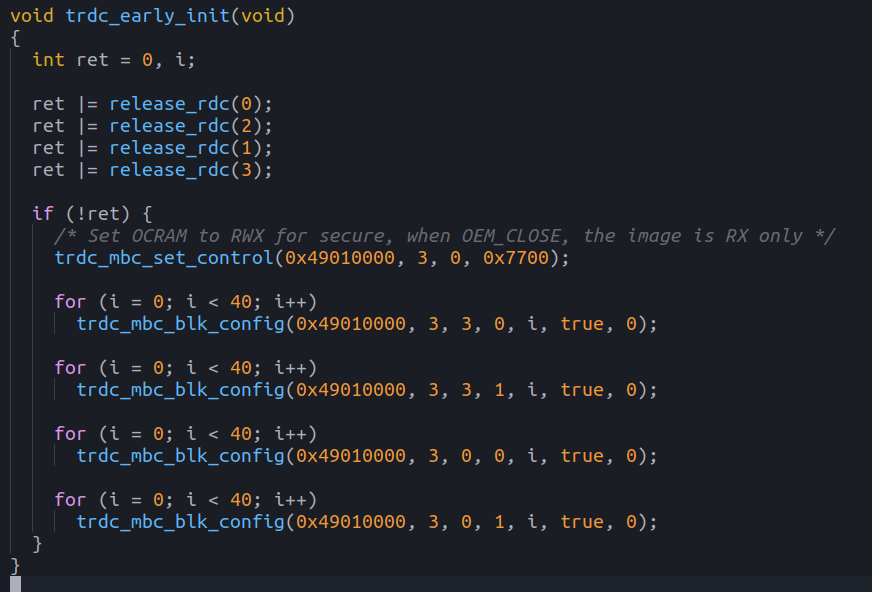 void trdc_early_init(void)
{
int ret = 0, i;
ret |= release_rdc(0);
ret |= release_rdc(2);
ret |= release_rdc(1);
ret |= release_rdc(3);
if (!ret) {
/* Set OCRAM to RWX for secure, when OEM_CLOSE, the image is RX only */
trdc_mbc_set_control(0x49010000, 3, 0, 0x7700);
for (i = 0; i < 40; i++)
trdc_mbc_blk_config(0x49010000, 3, 3, 0, i, true, 0);
for (i = 0; i < 40; i++)
trdc_mbc_blk_config(0x49010000, 3, 3, 1, i, true, 0);
for (i = 0; i < 40; i++)
trdc_mbc_blk_config(0x49010000, 3, 0, 0, i, true, 0);
for (i = 0; i < 40; i++)
trdc_mbc_blk_config(0x49010000, 3, 0, 1, i, true, 0);
}
}